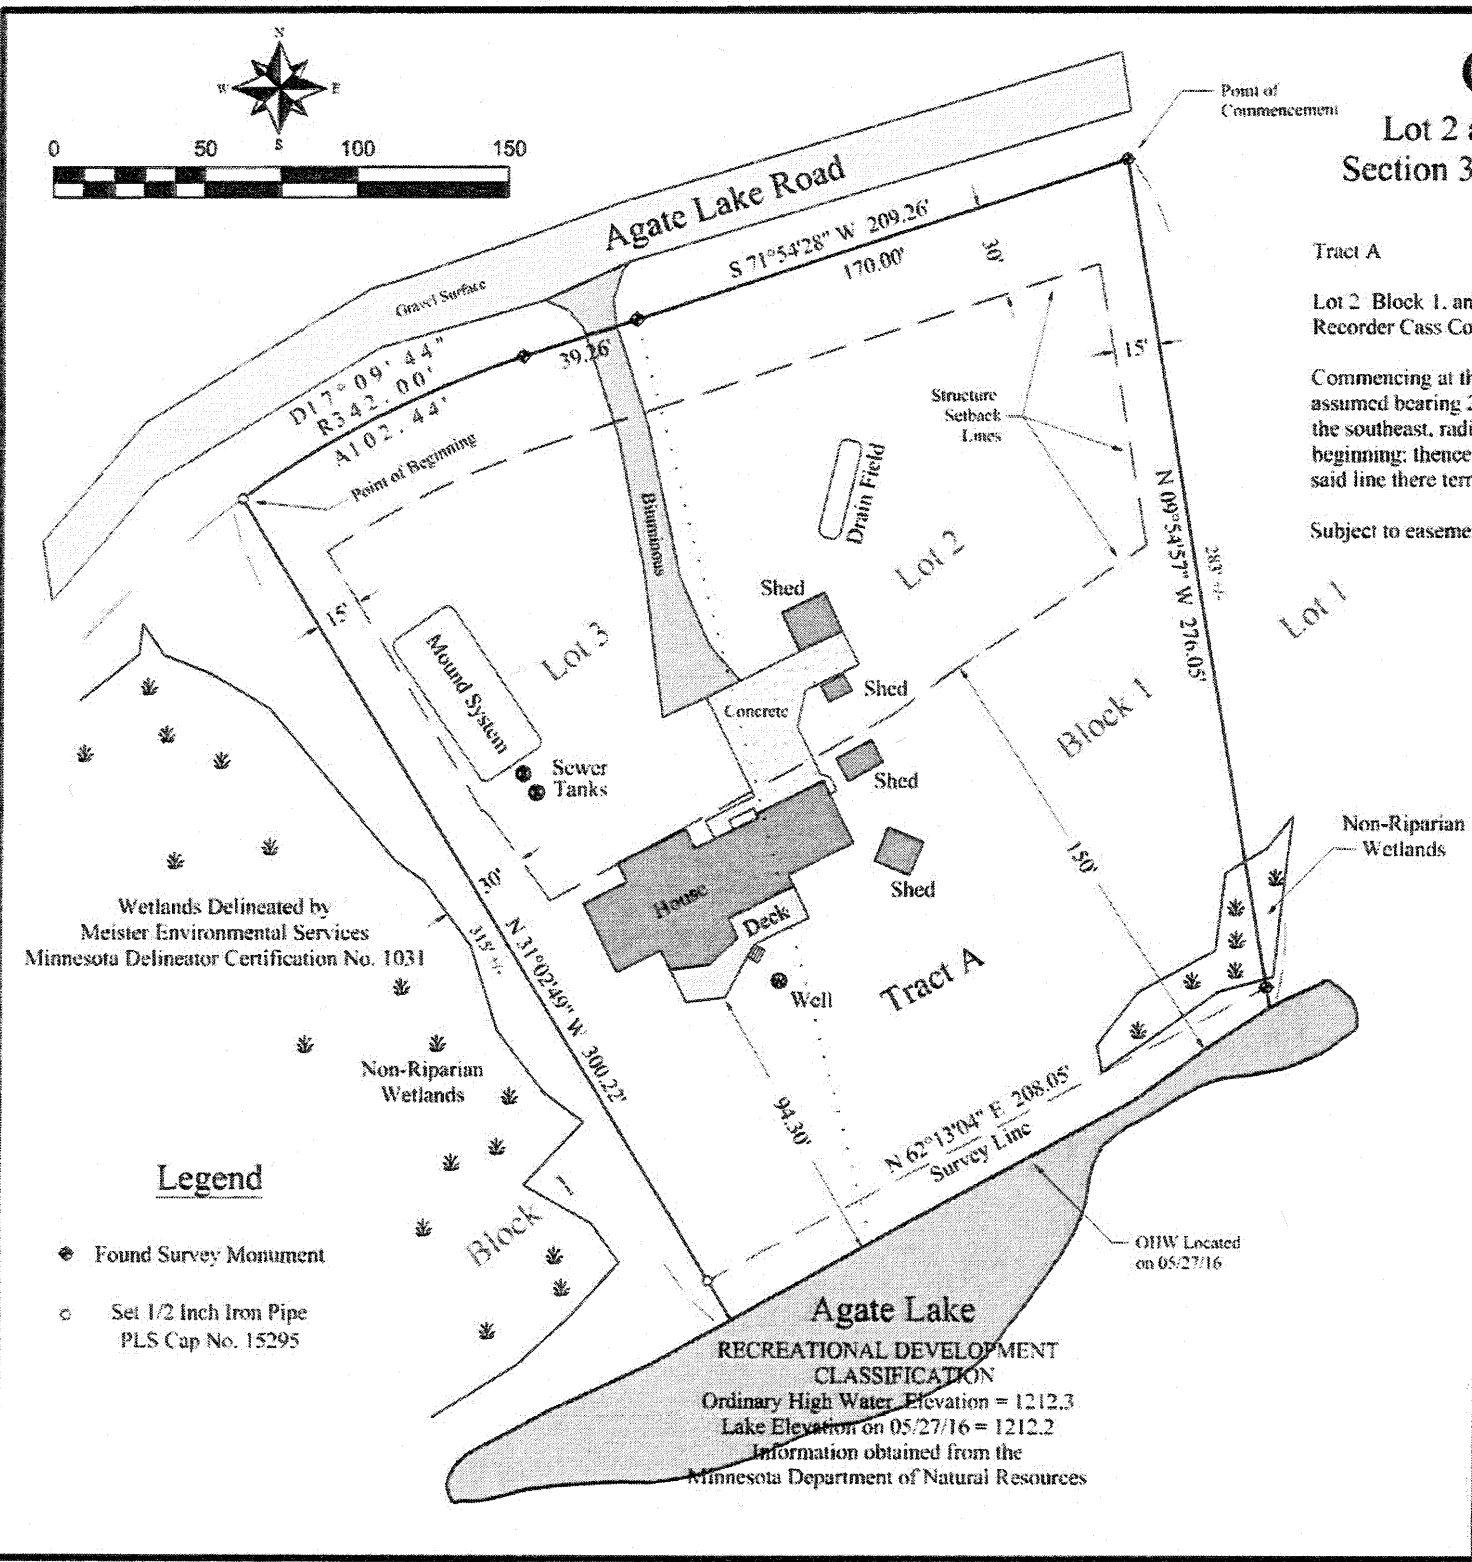 N
W
E
S
0 50 100 150
Point of
Commencement
Lot 2
Section 3
Agate Lake Road
Gravel Surface
S 71°54'28" W 209.26'
170.00'
30'
39.26'
D17°09'44"
R342.00'
A102.44'
Point of Beginning
15'
Structure
Setback
Lines
Tract A
Lot 2 Block 1, an
Recorder Cass Co
Commencing at th
assumed bearing 2
the southeast, radi
beginning; thence
said line there term
Subject to easeme
Bituminous
Drain Field
Lot 2
N 09°54'57" W 276.05'
Lot 1
15'
Mound System
Lot 3
Shed
Shed
Concrete
Block 1
Sewer
Tanks
Shed
Non-Riparian
Wetlands
150'
30'
House
Shed
Deck
Wetlands Delineated by
Meister Environmental Services
Minnesota Delineator Certification No. 1031
315' +/-
N 31°02'49" W 300.22'
Well
Tract A
Non-Riparian
Wetlands
94.30'
N 62°13'04" E 208.05'
Survey Line
Legend
Block 1
Found Survey Monument
OHW Located
on 05/27/16
Set 1/2 Inch Iron Pipe
PLS Cap No. 15295
Agate Lake
RECREATIONAL DEVELOPMENT
CLASSIFICATION
Ordinary High Water Elevation = 1212.3
Lake Elevation on 05/27/16 = 1212.2
Information obtained from the
Minnesota Department of Natural Resources